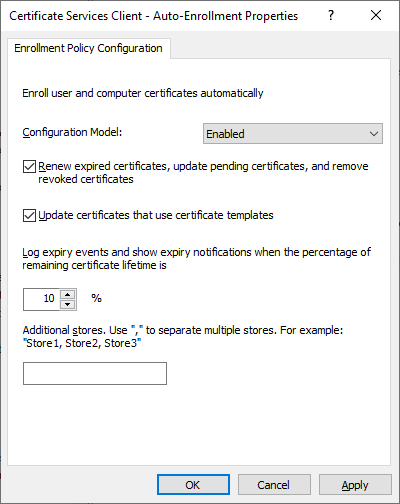 Certificate Services Client - Auto-Enrollment Properties
Enrollment Policy Configuration
Enroll user and computer certificates automatically
Configuration Model:
Enabled
Renew expired certificates, update pending certificates, and remove
revoked certificates
Update certificates that use certificate templates
Log expiry events and show expiry notifications when the percentage of
remaining certificate lifetime is
10 %
Additional stores. Use "," to separate multiple stores. For example:
"Store1, Store2, Store3"
OK Cancel Apply